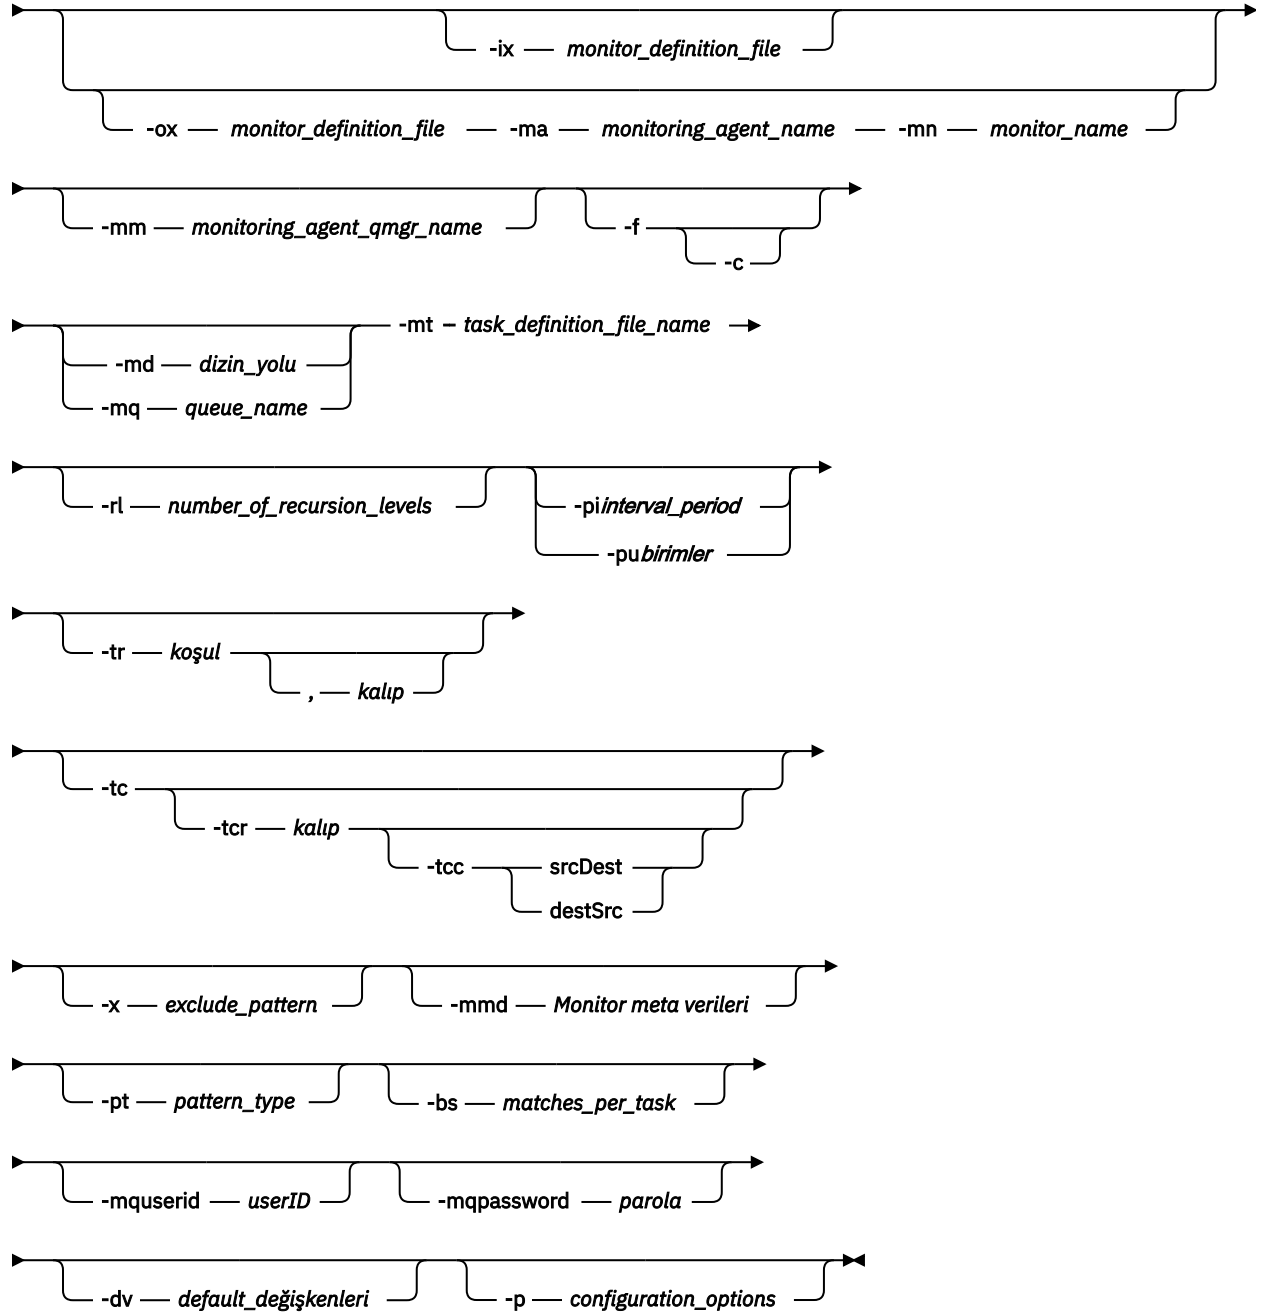 -ix monitor_definition_file
-ox monitor_definition_file -ma monitoring_agent_name -mn monitor_name
-mm monitoring_agent_qmgr_name -f
-c
-mt task_definition_file_name
-md dizin_yolu
-mq queue_name
-rl number_of_recursion_levels -piinterval_period
-pubirimler
-tr koşul
, kalıp
-tc
-tcr kalıp
-tcc srcDest
destSrc
-x exclude_pattern -mmd Monitor meta verileri
-pt pattern_type -bs matches_per_task
-mquserid userID -mqpassword parola
-dv default_değişkenleri -p configuration_options